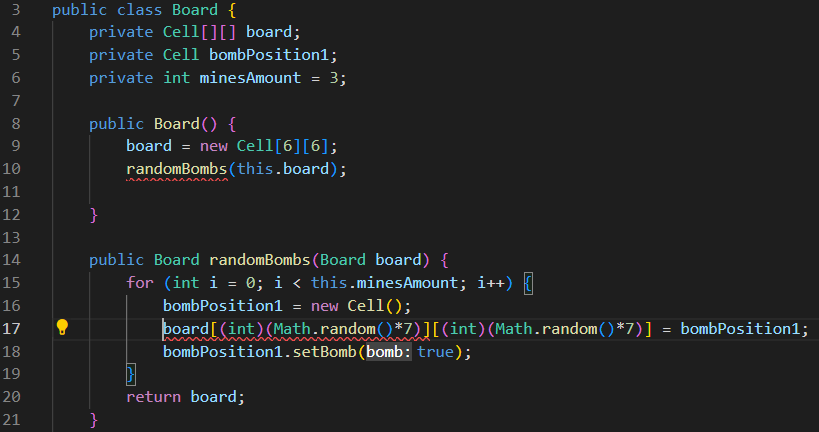 3 public class Board {
4     private Cell[][] board;
5     private Cell bombPosition1;
6     private int minesAmount = 3;
7
8     public Board() {
9         board = new Cell[6][6];
10         randomBombs(this.board);
11
12     }
13
14     public Board randomBombs(Board board) {
15         for (int i = 0; i < this.minesAmount; i++) {
16             bombPosition1 = new Cell();
17             board[(int)(Math.random()*7)][(int)(Math.random()*7)] = bombPosition1;
18             bombPosition1.setBomb(bomb: true);
19         }
20         return board;
21     }